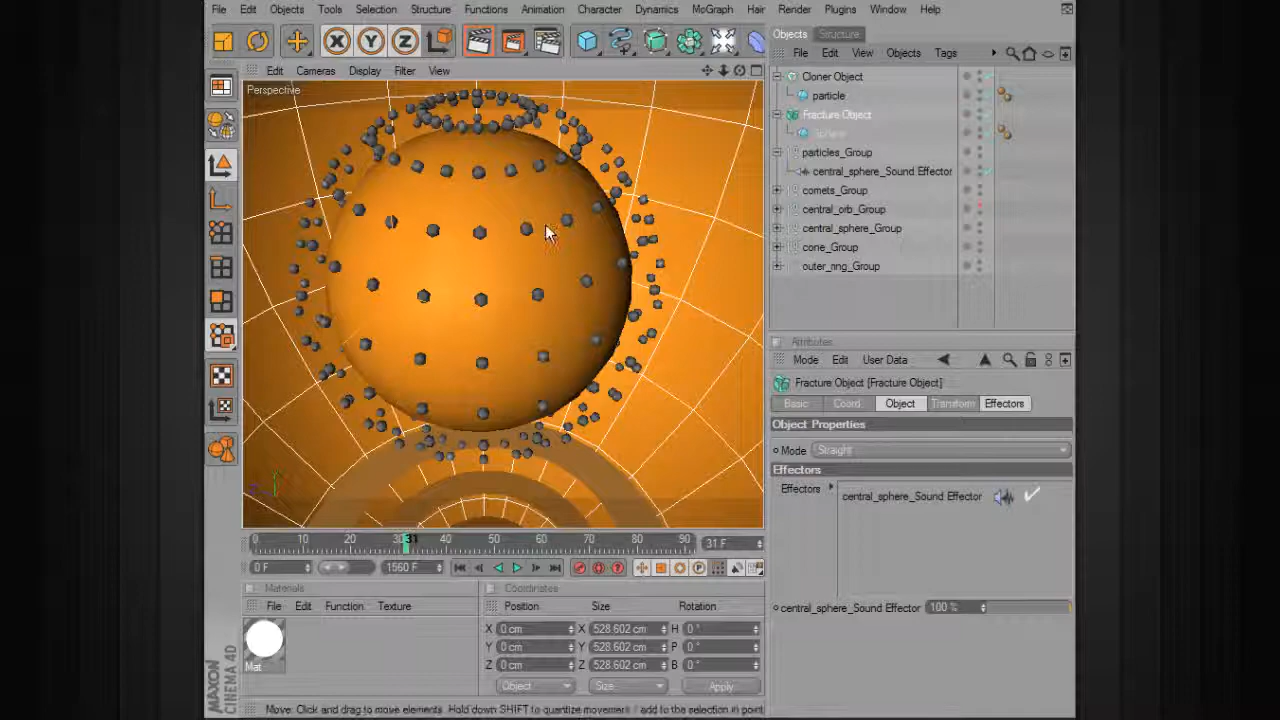 File Edit Objects Tools Selection Structure Functions Animation Character Dynamics MoGraph Hair Render Plugins Window Help
X Y Z
Edit Cameras Display Filter View
Perspective
0 10 20 30 31 40 50 60 70 80 90 31 F
0 F 1560 F
Materials
File Edit Function Texture
Mat
MAXON
CINEMA 4D
Coordinates
Position Size Rotation
X 0 cm X 528.602 cm H 0 °
Y 0 cm Y 528.602 cm P 0 °
Z 0 cm Z 528.602 cm B 0 °
Object Size Apply
Move: Click and drag to move elements. Hold down SHIFT to quantize movement / add to the selection in point
Objects Structure
File Edit View Objects Tags
Cloner Object
particle
Fracture Object
Sphere
particles_Group
central_sphere_Sound Effector
comets_Group
central_orb_Group
central_sphere_Group
cone_Group
outer_ring_Group
Attributes
Mode Edit User Data
Fracture Object [Fracture Object]
Basic Coord. Object Transform Effectors
Object Properties
Mode Straight
Effectors
Effectors central_sphere_Sound Effector
central_sphere_Sound Effector 100 %